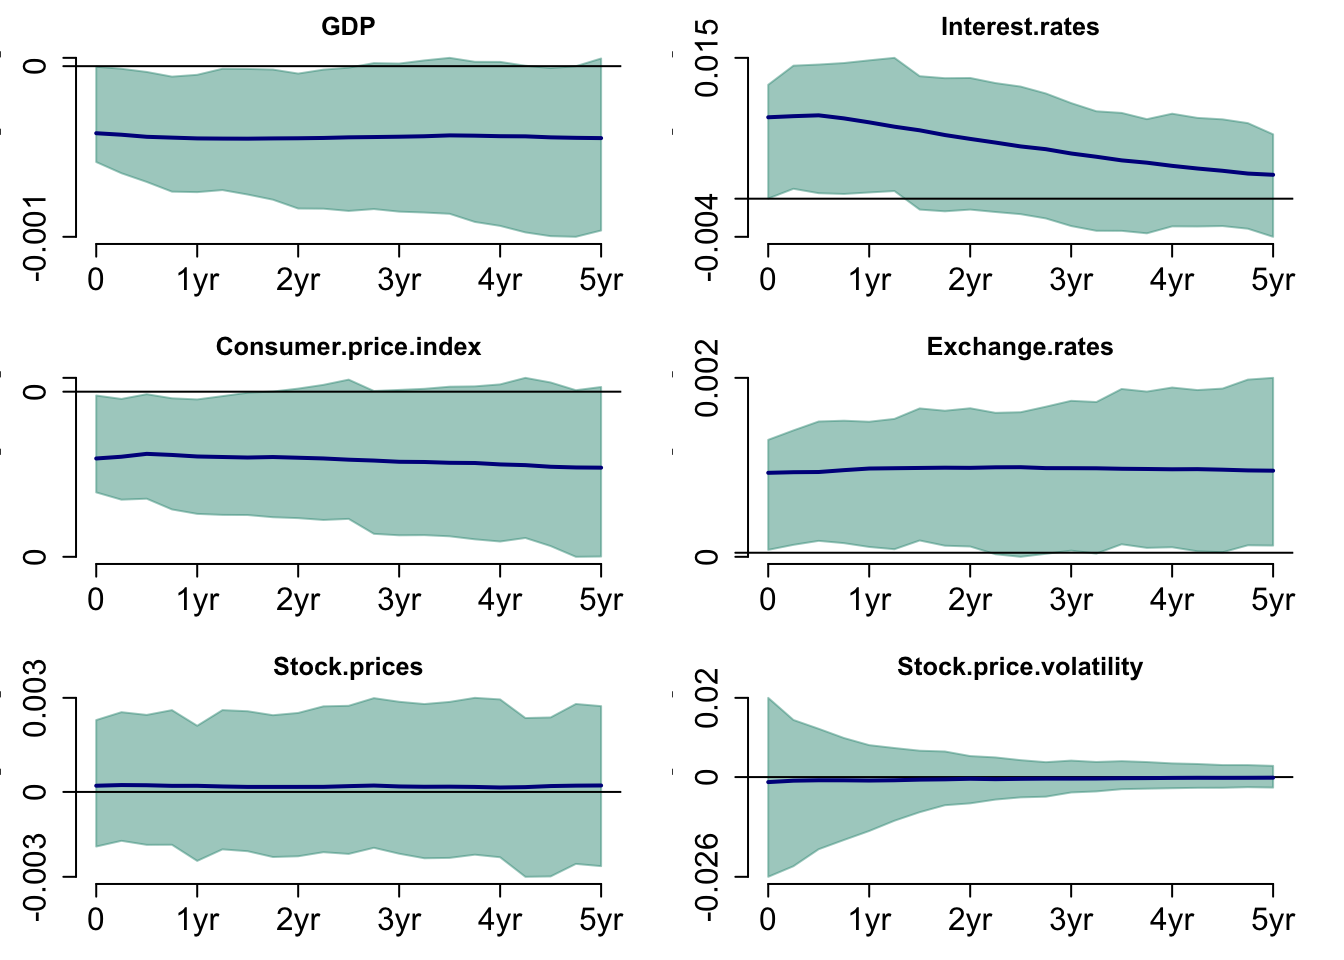 GDP
0
-0.001
0 1yr 2yr 3yr 4yr 5yr
Interest.rates
0.015
-0.004
0 1yr 2yr 3yr 4yr 5yr
Consumer.price.index
0
0
0 1yr 2yr 3yr 4yr 5yr
Exchange.rates
0.002
0
0 1yr 2yr 3yr 4yr 5yr
Stock.prices
0.003
0
-0.003
0 1yr 2yr 3yr 4yr 5yr
Stock.price.volatility
0.02
0
-0.026
0 1yr 2yr 3yr 4yr 5yr